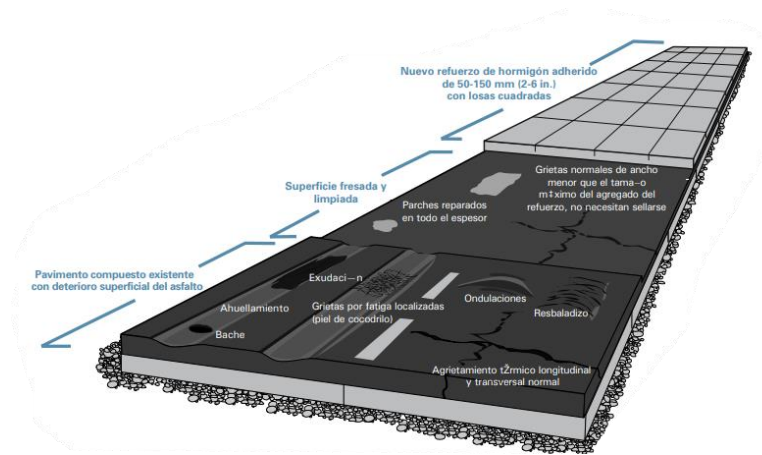 Nuevo refuerzo de hormigón adherido
de 50-150 mm (2-6 in.)
con losas cuadradas
Superficie fresada y
limpiada
Parches reparados
en todo el espesor
Grietas normales de ancho
menor que el tama–o
m‡ximo del agregado del
refuerzo, no necesitan sellarse
Pavimento compuesto existente
con deterioro superficial del asfalto
Exudaci—n
Ahuellamiento
Grietas por fatiga localizadas
(piel de cocodrilo)
Bache
Ondulaciones
Resbaladizo
Agrietamiento tŽrmico longitudinal
y transversal normal